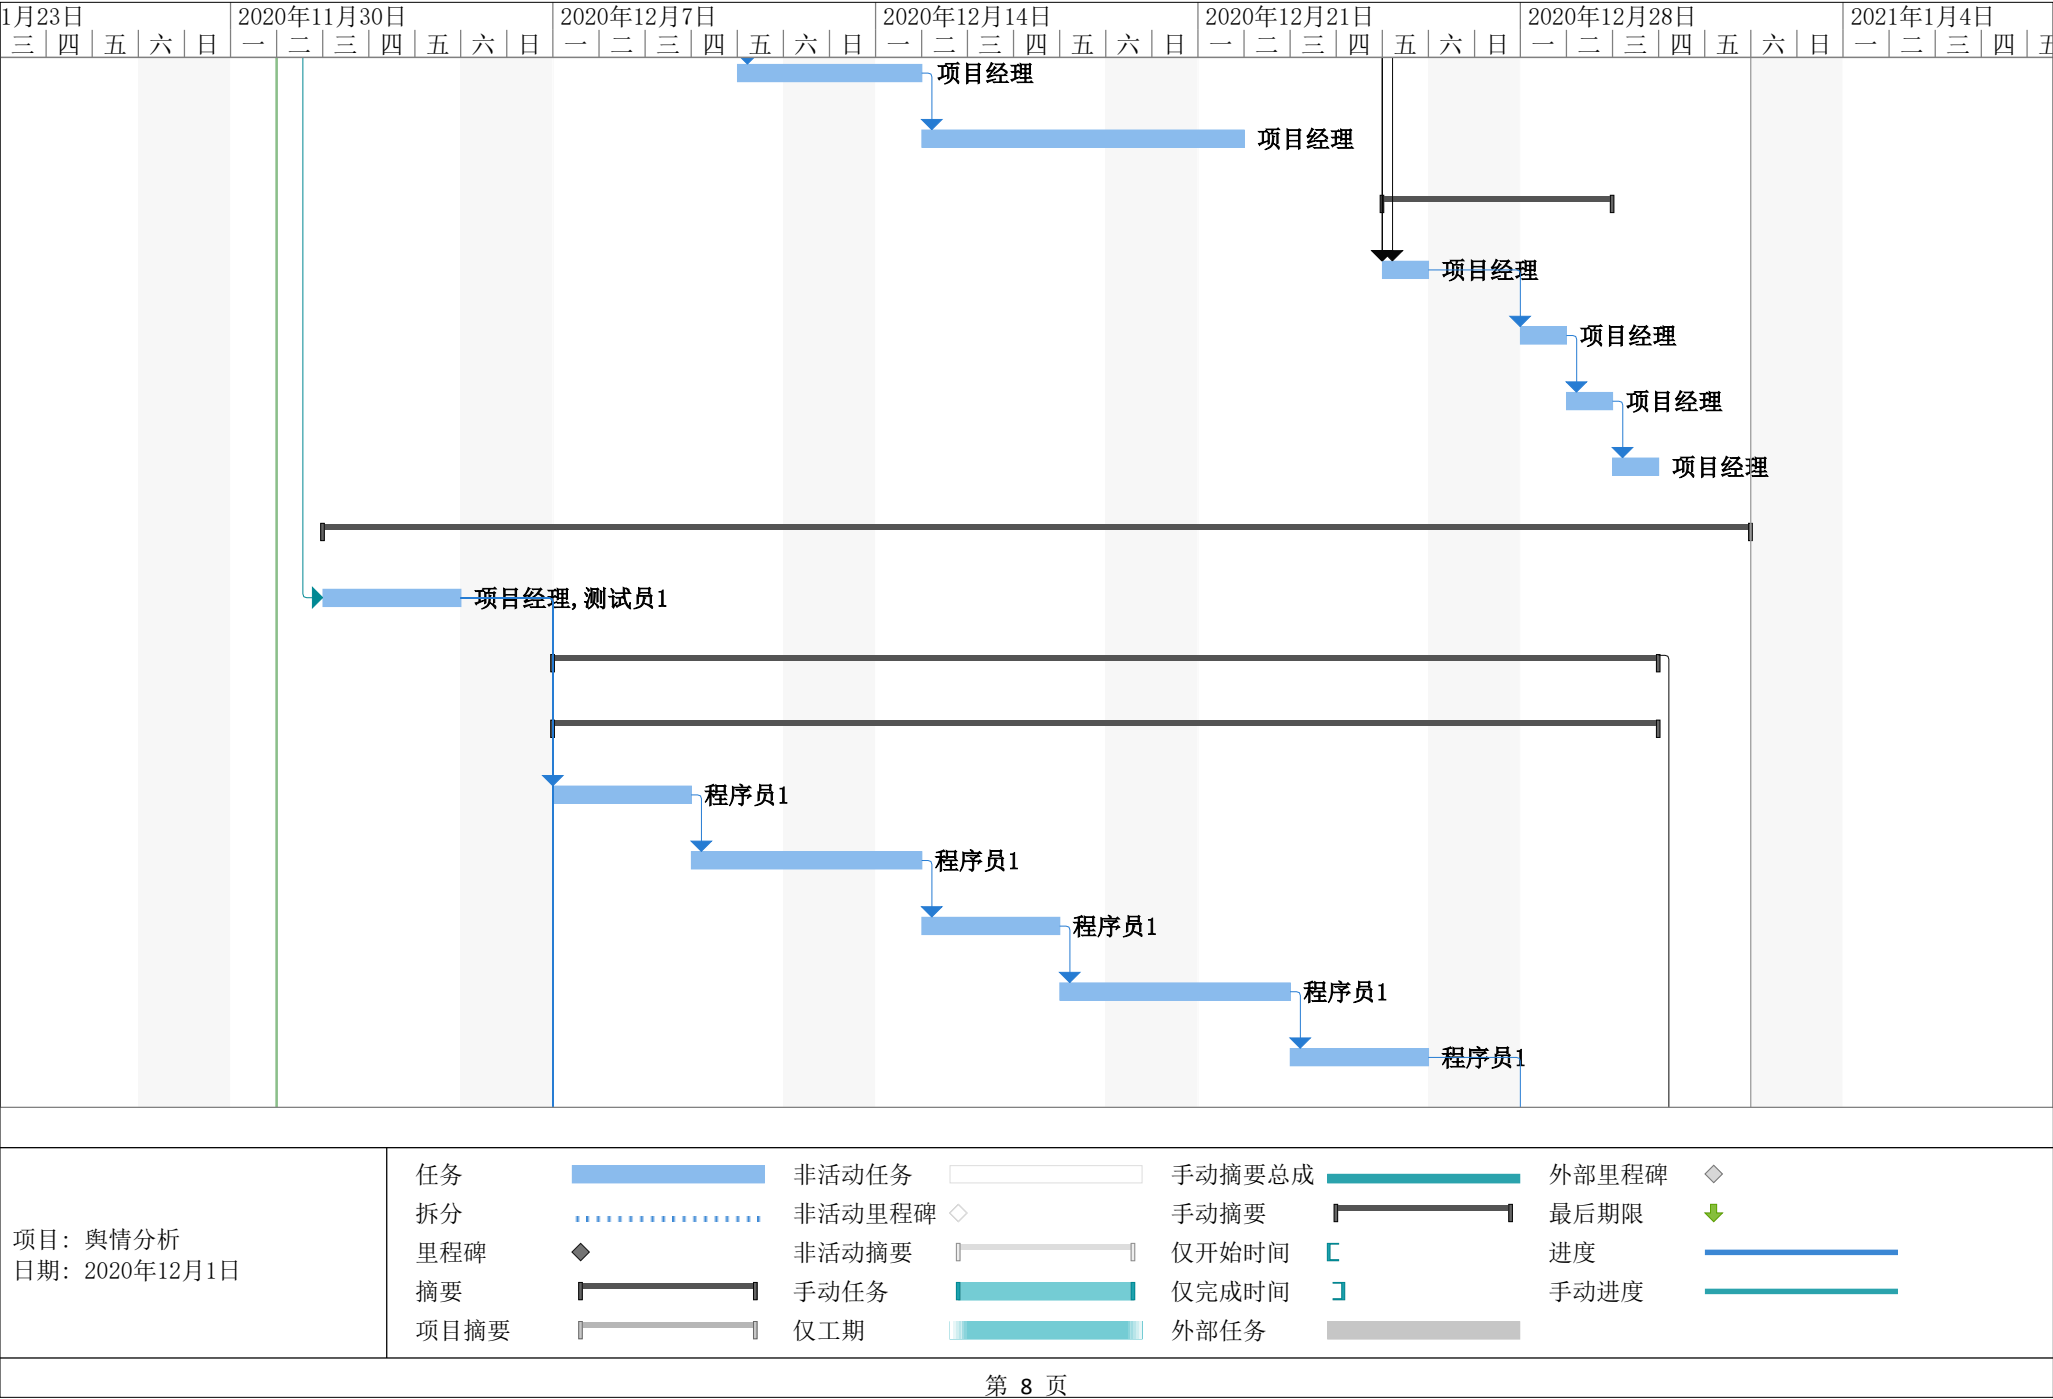 1月23日 2020年11月30日 2020年12月7日 2020年12月14日 2020年12月21日 2020年12月28日 2021年1月4日
三 四 五 六 日 一 二 三 四 五 六 日 一 二 三 四 五 六 日 一 二 三 四 五 六 日 一 二 三 四 五 六 日 一 二 三 四 五 六 日 一 二 三 四 五
项目经理
项目经理
项目经理
项目经理
项目经理
项目经理
项目经理,测试员1
程序员1
程序员1
程序员1
程序员1
程序员1
项目: 舆情分析
日期: 2020年12月1日
任务
拆分
里程碑
摘要
项目摘要
非活动任务
非活动里程碑
非活动摘要
手动任务
仅工期
手动摘要总成
手动摘要
仅开始时间
仅完成时间
外部任务
外部里程碑
最后期限
进度
手动进度
第 8 页